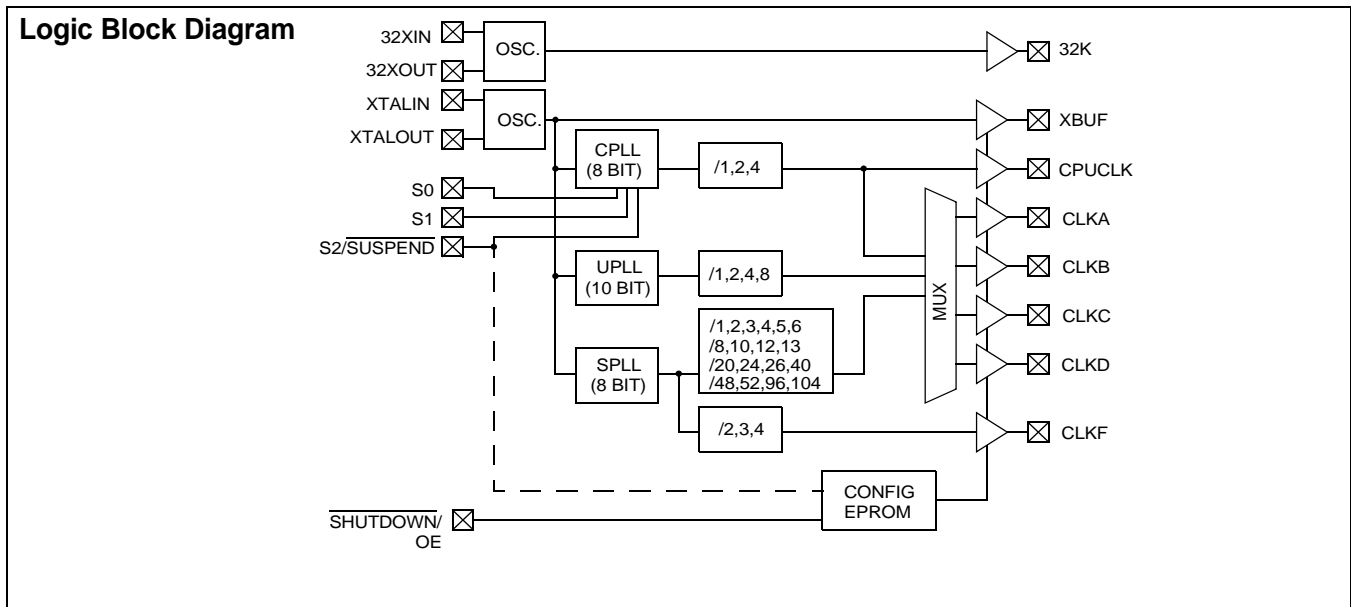 Logic Block Diagram
32XIN
OSC.
32K
32XOUT
XTALIN
OSC.
XBUF
XTALOUT
CPLL
(8 BIT)
/1,2,4
CPUCLK
S0
S1
CLKA
S2/SUSPEND
UPLL
(10 BIT)
/1,2,4,8
MUX
CLKB
CLKC
SPLL
(8 BIT)
/1,2,3,4,5,6
/8,10,12,13
/20,24,26,40
/48,52,96,104
CLKD
/2,3,4
CLKF
CONFIG
EPROM
SHUTDOWN/
OE